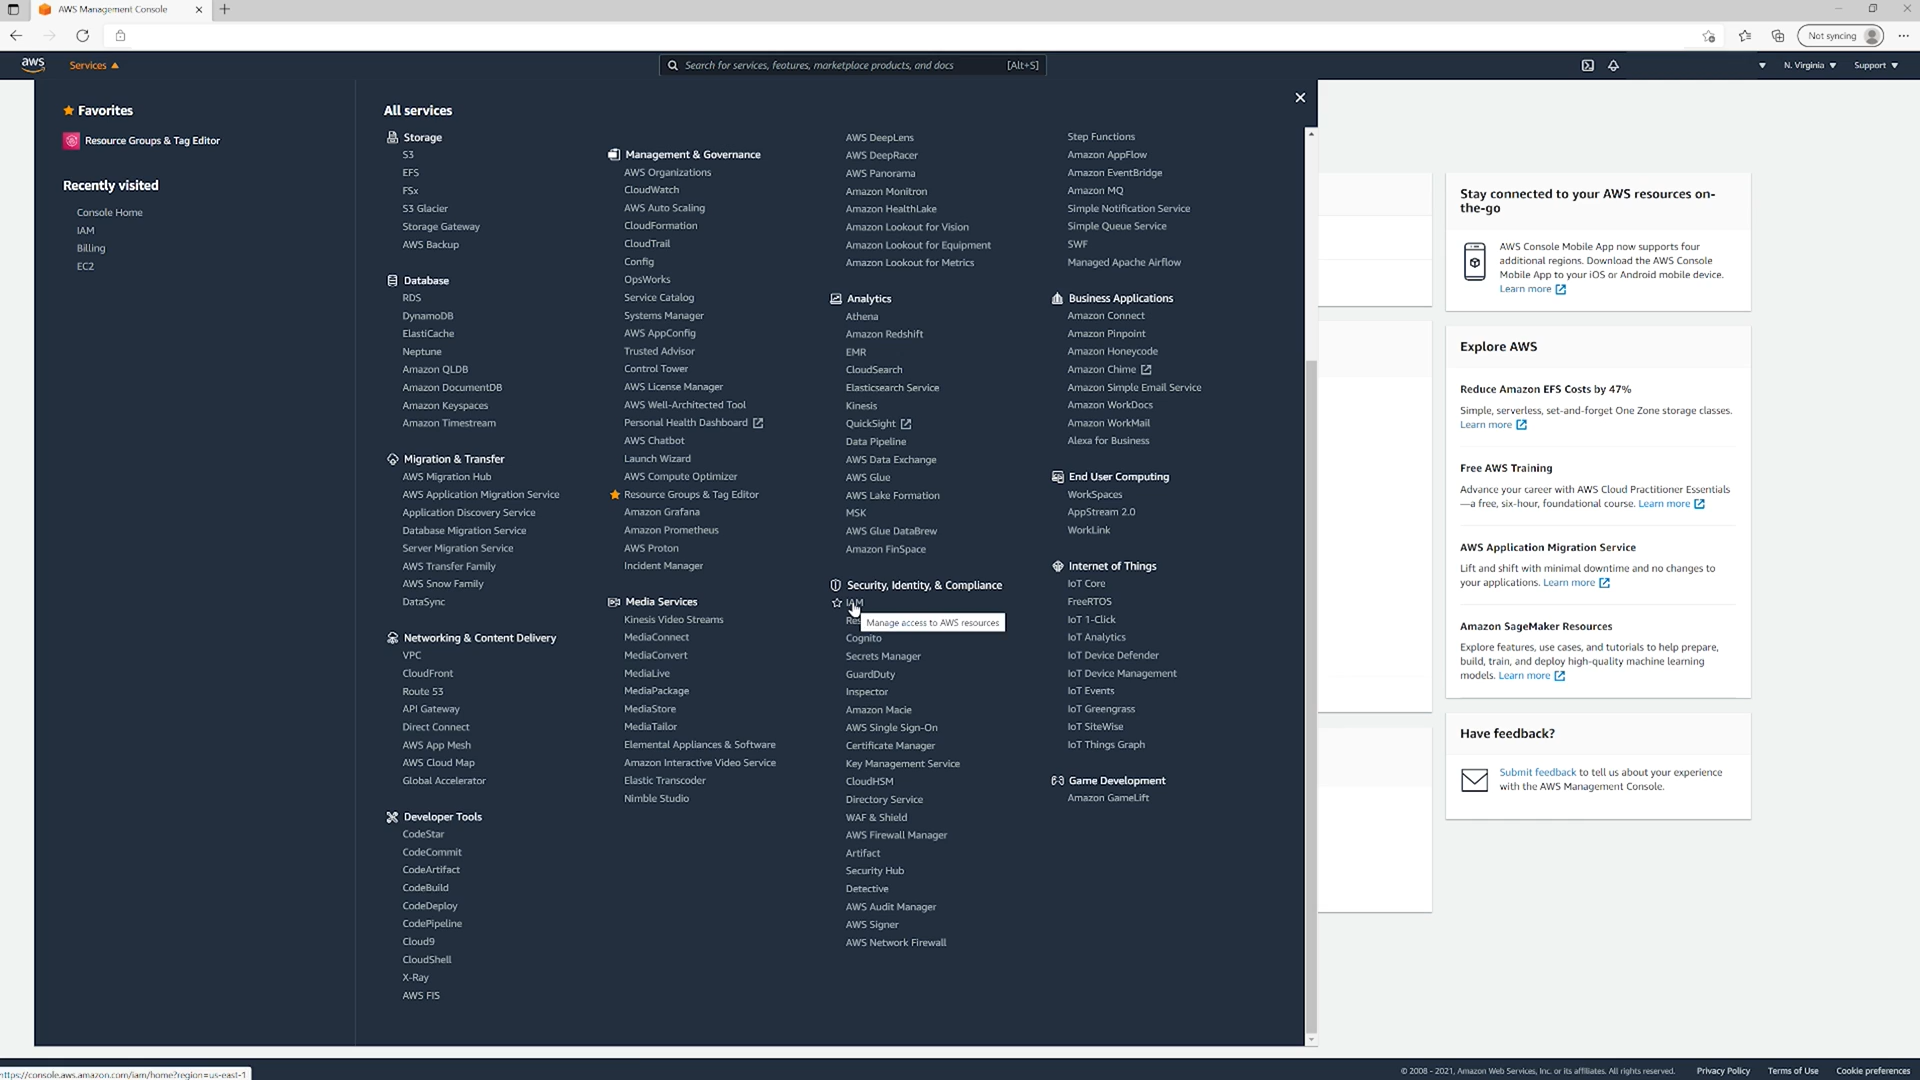 AWS Management Console
Not syncing
aws
Services
Search for services, features, marketplace products, and docs
[Alt+S]
N. Virginia
Support
Favorites
Resource Groups & Tag Editor
Recently visited
Console Home
IAM
Billing
EC2
All services
Storage
S3
EFS
FSx
S3 Glacier
Storage Gateway
AWS Backup
Database
RDS
DynamoDB
ElastiCache
Neptune
Amazon QLDB
Amazon DocumentDB
Amazon Keyspaces
Amazon Timestream
Migration & Transfer
AWS Migration Hub
AWS Application Migration Service
Application Discovery Service
Database Migration Service
Server Migration Service
AWS Transfer Family
AWS Snow Family
DataSync
Networking & Content Delivery
VPC
CloudFront
Route 53
API Gateway
Direct Connect
AWS App Mesh
AWS Cloud Map
Global Accelerator
Developer Tools
CodeStar
CodeCommit
CodeArtifact
CodeBuild
CodeDeploy
CodePipeline
Cloud9
CloudShell
X-Ray
AWS FIS
Management & Governance
AWS Organizations
CloudWatch
AWS Auto Scaling
CloudFormation
CloudTrail
Config
OpsWorks
Service Catalog
Systems Manager
AWS AppConfig
Trusted Advisor
Control Tower
AWS License Manager
AWS Well-Architected Tool
Personal Health Dashboard
AWS Chatbot
Launch Wizard
AWS Compute Optimizer
Resource Groups & Tag Editor
Amazon Grafana
Amazon Prometheus
AWS Proton
Incident Manager
Media Services
Kinesis Video Streams
MediaConnect
MediaConvert
MediaLive
MediaPackage
MediaStore
MediaTailor
Elemental Appliances & Software
Amazon Interactive Video Service
Elastic Transcoder
Nimble Studio
AWS DeepLens
AWS DeepRacer
AWS Panorama
Amazon Monitron
Amazon HealthLake
Amazon Lookout for Vision
Amazon Lookout for Equipment
Amazon Lookout for Metrics
Analytics
Athena
Amazon Redshift
EMR
CloudSearch
Elasticsearch Service
Kinesis
QuickSight
Data Pipeline
AWS Data Exchange
AWS Glue
AWS Lake Formation
MSK
AWS Glue DataBrew
Amazon FinSpace
Security, Identity, & Compliance
IAM
Manage access to AWS resources
Cognito
Secrets Manager
GuardDuty
Inspector
Amazon Macie
AWS Single Sign-On
Certificate Manager
Key Management Service
CloudHSM
Directory Service
WAF & Shield
AWS Firewall Manager
Artifact
Security Hub
Detective
AWS Audit Manager
AWS Signer
AWS Network Firewall
Step Functions
Amazon AppFlow
Amazon EventBridge
Amazon MQ
Simple Notification Service
Simple Queue Service
SWF
Managed Apache Airflow
Business Applications
Amazon Connect
Amazon Pinpoint
Amazon Honeycode
Amazon Chime
Amazon Simple Email Service
Amazon WorkDocs
Amazon WorkMail
Alexa for Business
End User Computing
WorkSpaces
AppStream 2.0
WorkLink
Internet of Things
IoT Core
FreeRTOS
IoT 1-Click
IoT Analytics
IoT Device Defender
IoT Device Management
IoT Events
IoT Greengrass
IoT SiteWise
IoT Things Graph
Game Development
Amazon GameLift
Stay connected to your AWS resources on-
the-go
AWS Console Mobile App now supports four
additional regions. Download the AWS Console
Mobile App to your iOS or Android mobile device.
Learn more
Explore AWS
Reduce Amazon EFS Costs by 47%
Simple, serverless, set-and-forget One Zone storage classes.
Learn more
Free AWS Training
Advance your career with AWS Cloud Practitioner Essentials
—a free, six-hour, foundational course. Learn more
AWS Application Migration Service
Lift and shift with minimal downtime and no changes to
your applications. Learn more
Amazon SageMaker Resources
Explore features, use cases, and tutorials to help prepare,
build, train, and deploy high-quality machine learning
models. Learn more
Have feedback?
Submit feedback to tell us about your experience
with the AWS Management Console.
https://console.aws.amazon.com/iam/home?region=us-east-1
© 2008 - 2021, Amazon Web Services, Inc. or its affiliates. All rights reserved.
Privacy Policy
Terms of Use
Cookie preferences